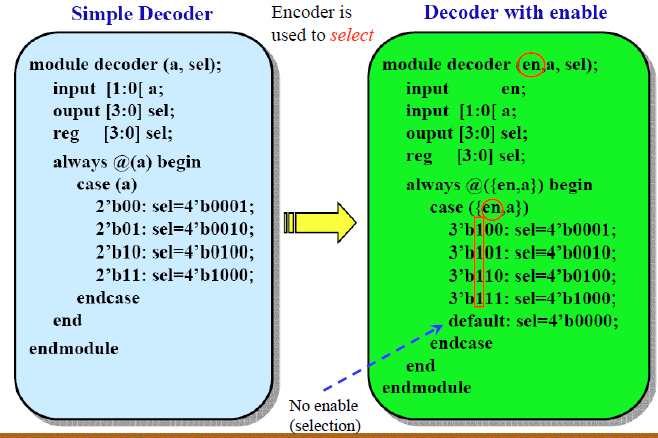 Simple Decoder
module decoder (a, sel);
input [1:0[ a;
ouput [3:0] sel;
reg [3:0] sel;
always @(a) begin
case (a)
2’b00: sel=4’b0001;
2’b01: sel=4’b0010;
2’b10: sel=4’b0100;
2’b11: sel=4’b1000;
endcase
end
endmodule
Encoder is
used to select
Decoder with enable
module decoder (en,a, sel);
input en;
input [1:0[ a;
ouput [3:0] sel;
reg [3:0] sel;
always @({en,a}) begin
case ({en,a})
3’b100: sel=4’b0001;
3’b101: sel=4’b0010;
3’b110: sel=4’b0100;
3’b111: sel=4’b1000;
default: sel=4’b0000;
endcase
end
endmodule
No enable
(selection)